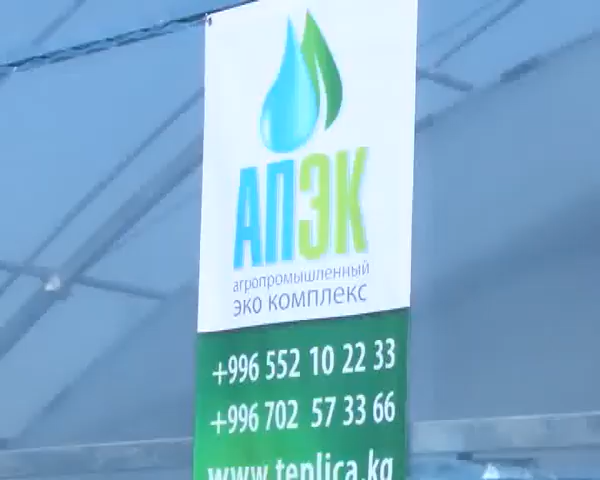 АПЭК
агропромышленный
эко комплекс
+996 552 10 22 33
+996 702 57 33 66
www.teplica.kg